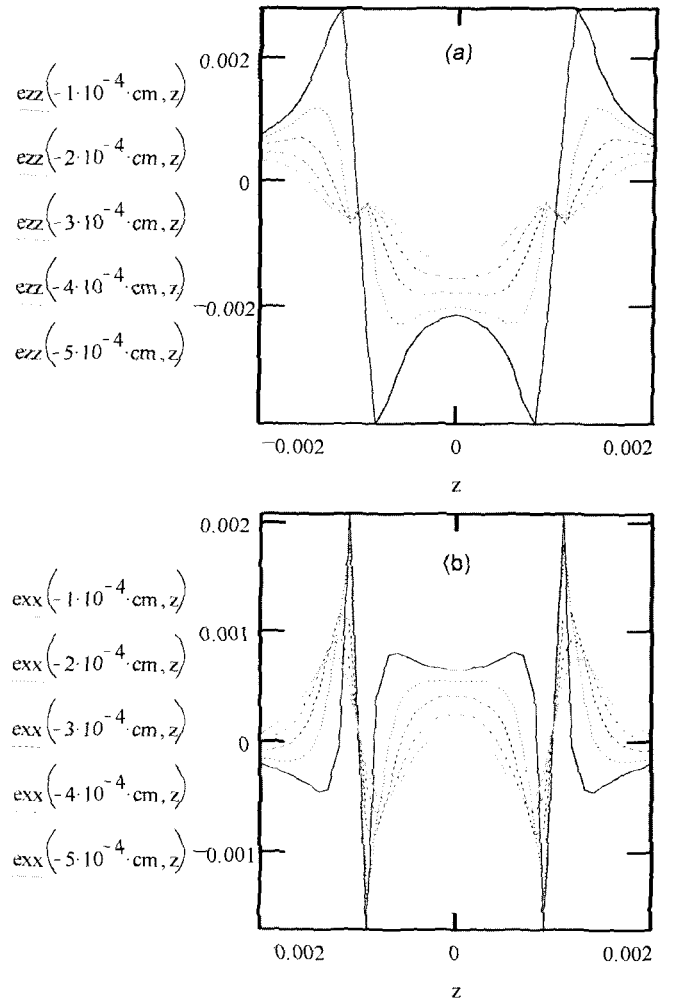 (a)
0.002
0
−0.002
ezz(−1·10⁻⁴·cm, z)
ezz(−2·10⁻⁴·cm, z)
ezz(−3·10⁻⁴·cm, z)
ezz(−4·10⁻⁴·cm, z)
ezz(−5·10⁻⁴·cm, z)
−0.002 0 0.002
z
(b)
0.002
0.001
0
−0.001
exx(−1·10⁻⁴·cm, z)
exx(−2·10⁻⁴·cm, z)
exx(−3·10⁻⁴·cm, z)
exx(−4·10⁻⁴·cm, z)
exx(−5·10⁻⁴·cm, z)
0.002 0 0.002
z